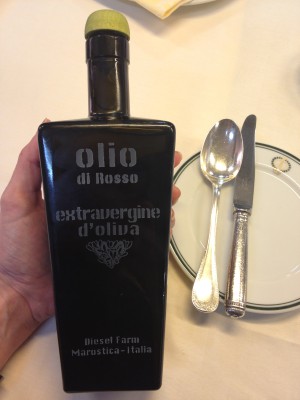 olio
di Rosso
extravergine
d'oliva
Diesel Farm
Marostica - Italia